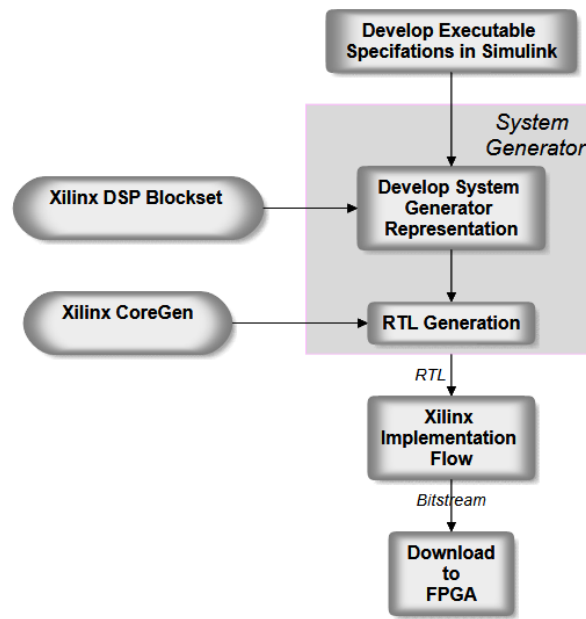 Develop Executable
Specifations in Simulink
System
Generator
Xilinx DSP Blockset
Develop System
Generator
Representation
Xilinx CoreGen
RTL Generation
RTL
Xilinx
Implementation
Flow
Bitstream
Download
to
FPGA